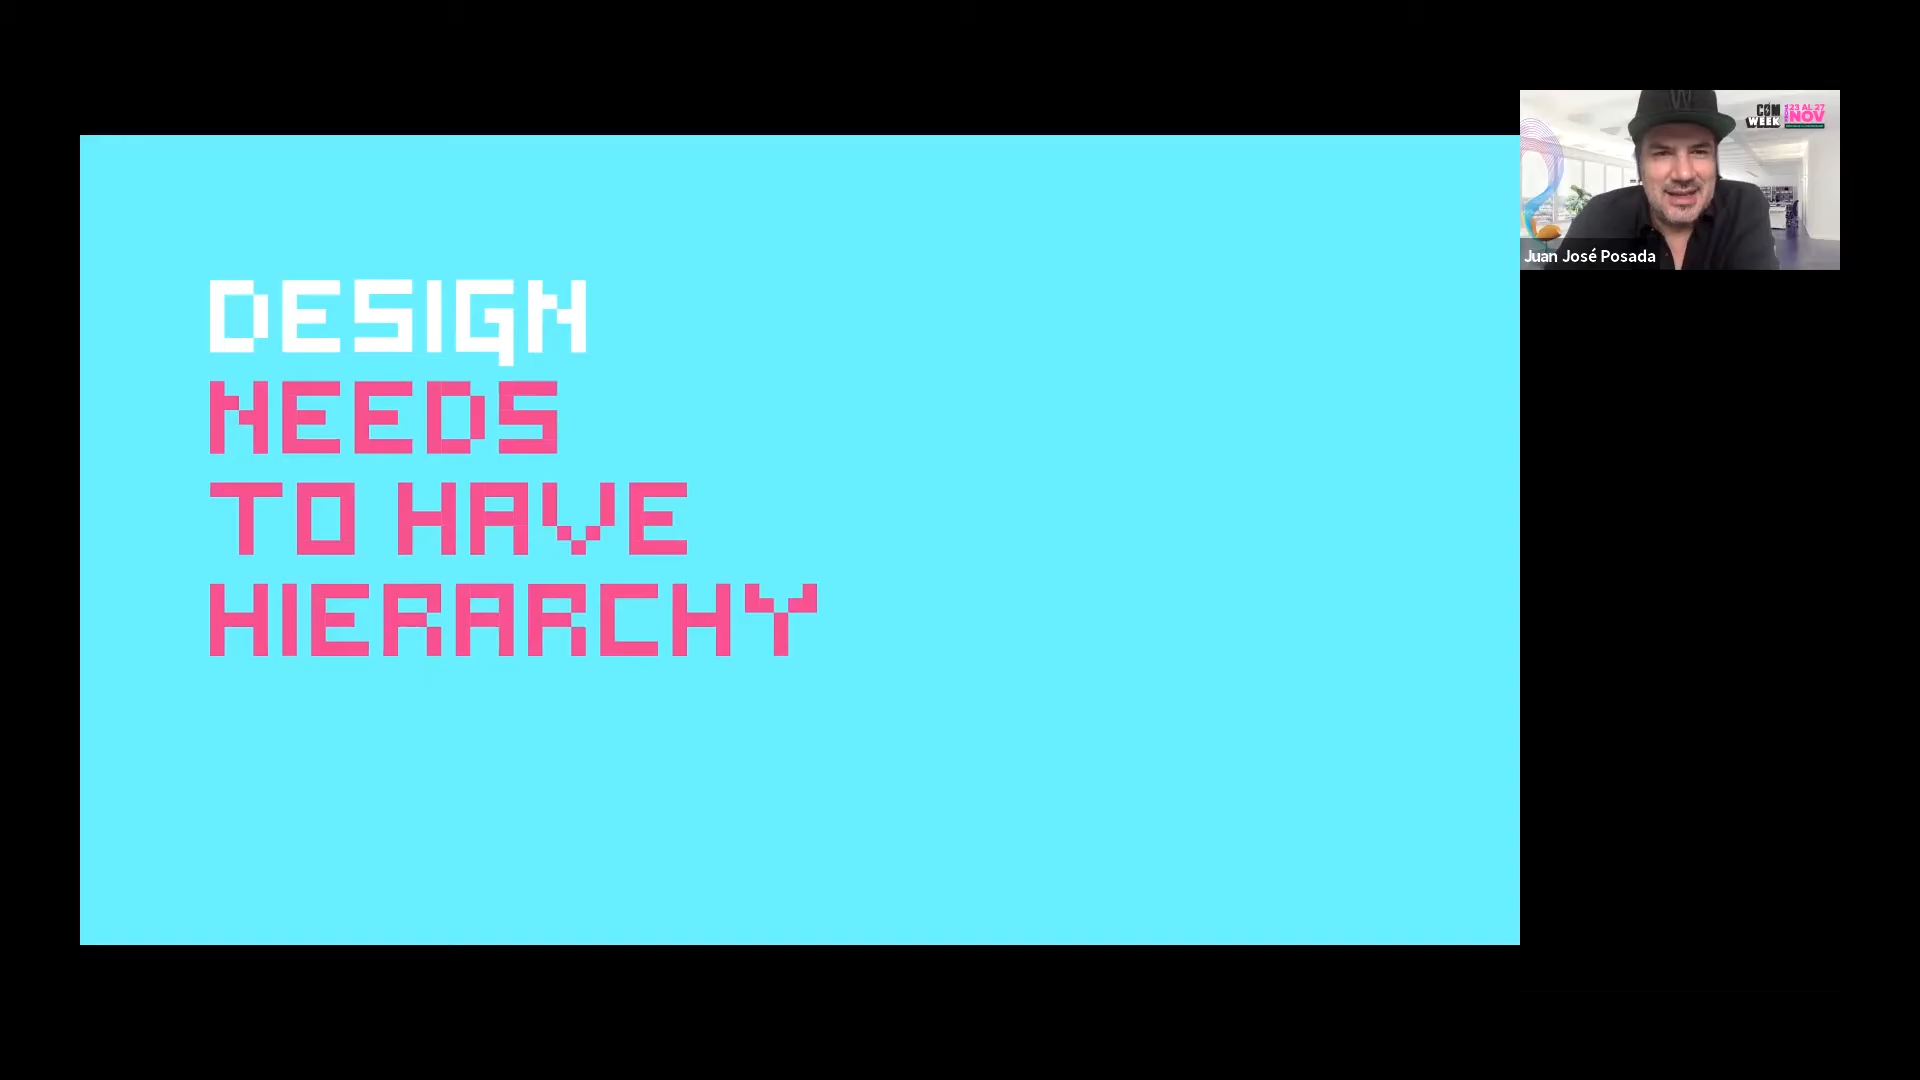 DESIGN
NEEDS
TO HAVE
HIERARCHY
COM
WEEK
23 AL 27
NOV
Juan José Posada